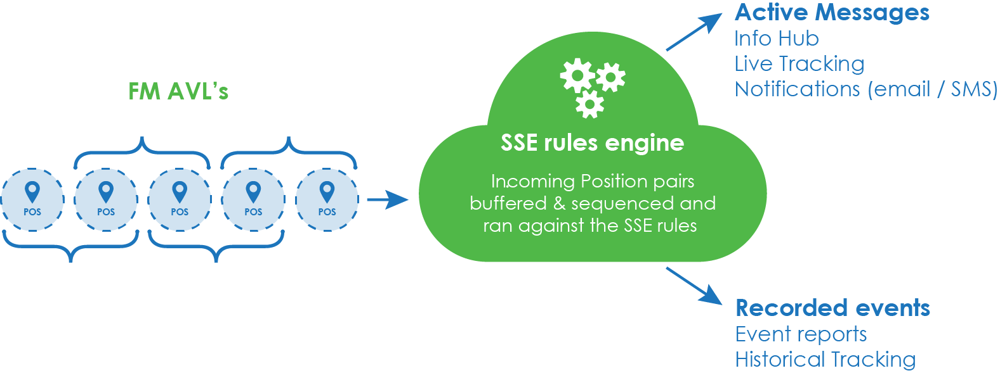 FM AVL's
POS
POS
POS
POS
POS
SSE rules engine
Incoming Position pairs
buffered & sequenced and
ran against the SSE rules
Active Messages
Info Hub
Live Tracking
Notifications (email / SMS)
Recorded events
Event reports
Historical Tracking